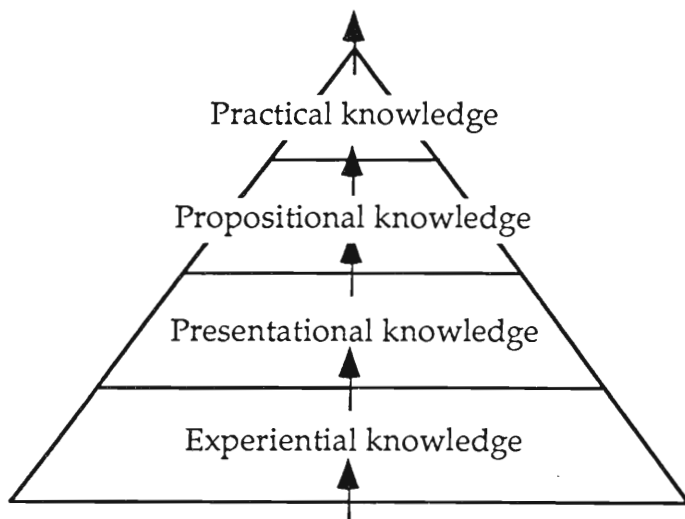 Practical knowledge
Propositional knowledge
Presentational knowledge
Experiential knowledge